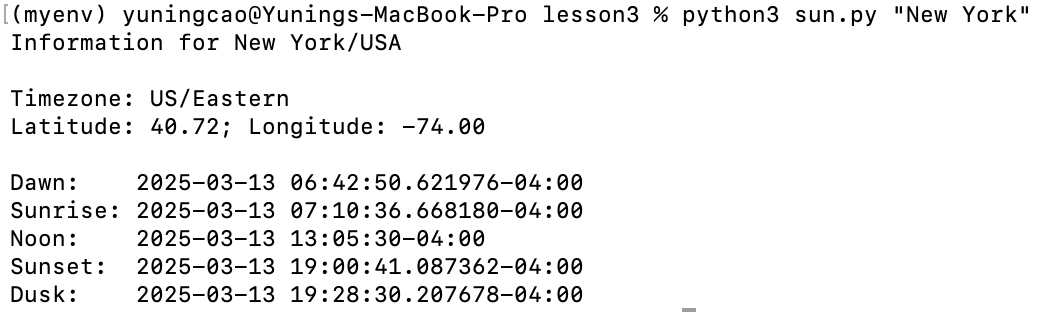 [(myenv) yuningcao@Yunings-MacBook-Pro lesson3 % python3 sun.py "New York"
Information for New York/USA
Timezone: US/Eastern
Latitude: 40.72; Longitude: -74.00
Dawn:    2025-03-13 06:42:50.621976-04:00
Sunrise: 2025-03-13 07:10:36.668180-04:00
Noon:    2025-03-13 13:05:30-04:00
Sunset:  2025-03-13 19:00:41.087362-04:00
Dusk:    2025-03-13 19:28:30.207678-04:00